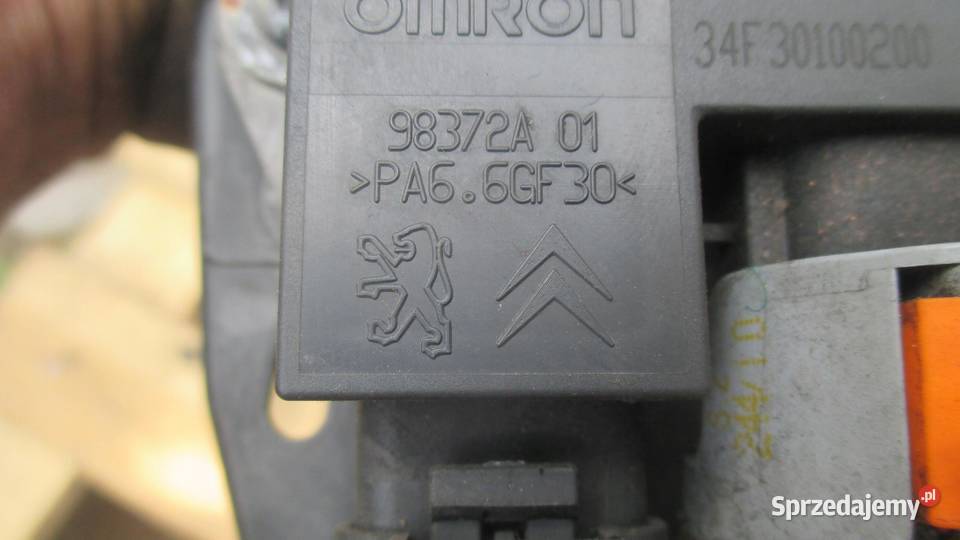 omron
34F30100200
98372A 01
>PA6.6GF30<
244/10
Sprzedajemy.pl